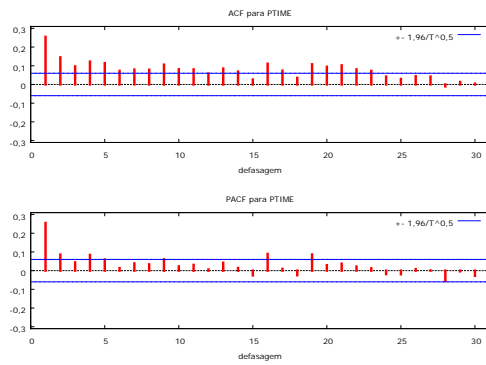 ACF para PTIME
0,3
+- 1,96/T^0,5
0,2
0,1
0
-0,1
-0,2
-0,3
0 5 10 15 20 25 30
defasagem
PACF para PTIME
0,3
+- 1,96/T^0,5
0,2
0,1
0
-0,1
-0,2
-0,3
0 5 10 15 20 25 30
defasagem